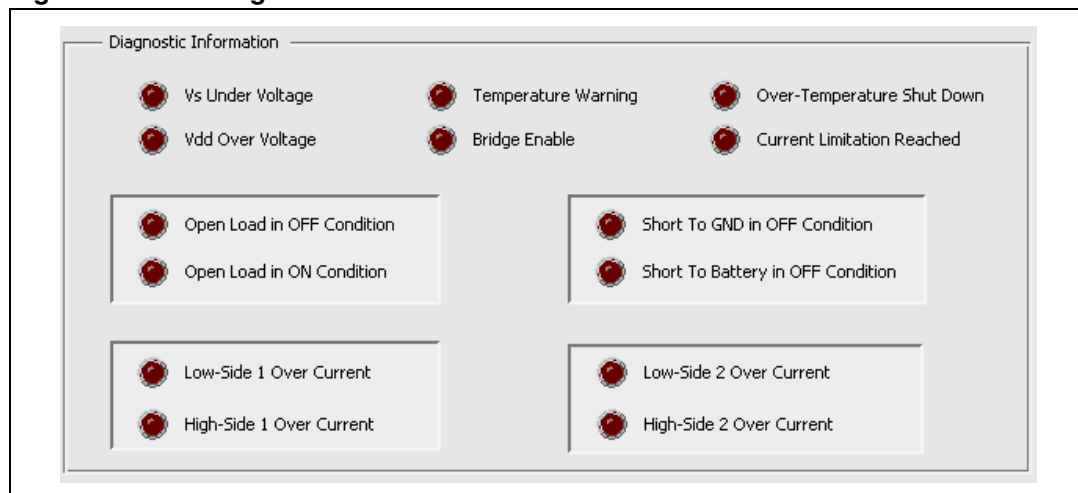 Diagnostic Information
Vs Under Voltage
Temperature Warning
Over-Temperature Shut Down
Vdd Over Voltage
Bridge Enable
Current Limitation Reached
Open Load in OFF Condition
Short To GND in OFF Condition
Open Load in ON Condition
Short To Battery in OFF Condition
Low-Side 1 Over Current
Low-Side 2 Over Current
High-Side 1 Over Current
High-Side 2 Over Current